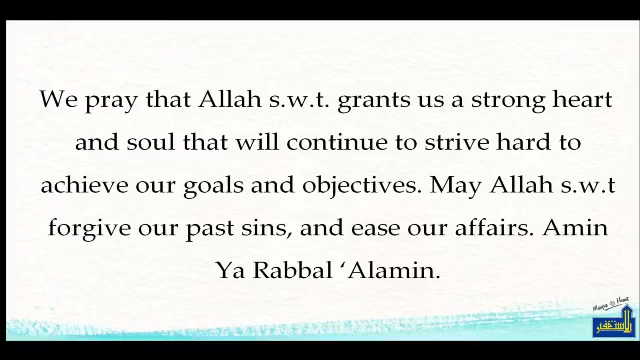 We pray that Allah s.w.t. grants us a strong heart
and soul that will continue to strive hard to
achieve our goals and objectives. May Allah s.w.t
forgive our past sins, and ease our affairs. Amin
Ya Rabbal ‘Alamin.